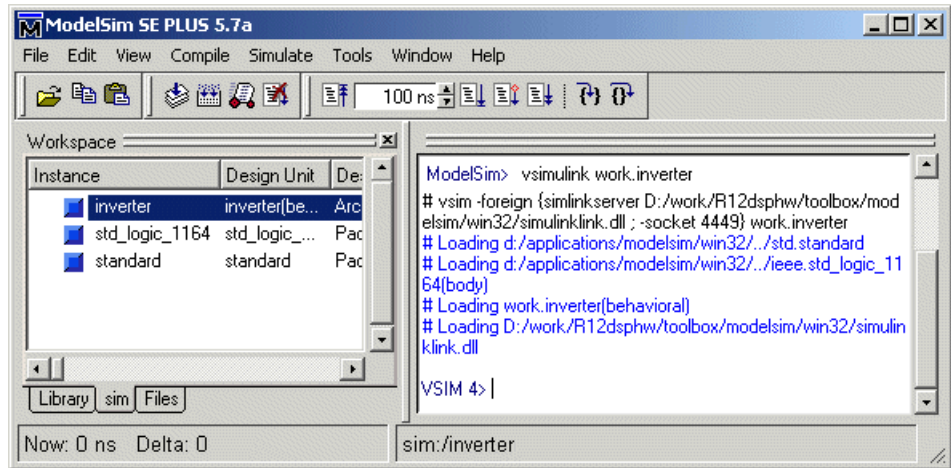 ModelSim SE PLUS 5.7a
File Edit View Compile Simulate Tools Window Help
100 ns
Workspace
Instance Design Unit De:
inverter inverter(be... Arc
std_logic_1164 std_logic_... Pac
standard standard Pac
Library sim Files
ModelSim> vsimulink work.inverter
# vsim -foreign {simlinkserver D:/work/R12dsphw/toolbox/mod
elsim/win32/simulinklink.dll ; -socket 4449} work.inverter
# Loading d:/applications/modelsim/win32/../std.standard
# Loading d:/applications/modelsim/win32/../ieee.std_logic_11
64(body)
# Loading work.inverter(behavioral)
# Loading D:/work/R12dsphw/toolbox/modelsim/win32/simulin
klink.dll
VSIM 4>
Now: 0 ns Delta: 0
sim:/inverter